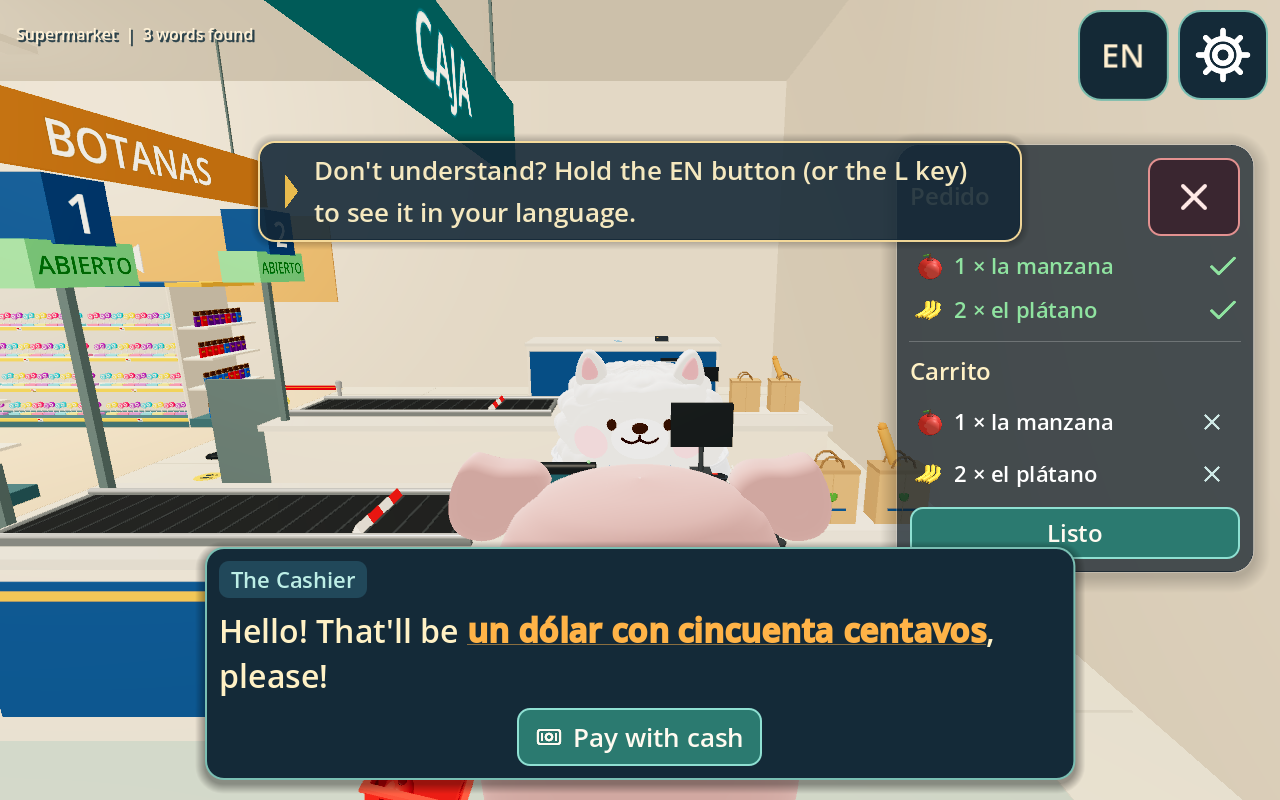 Supermarket | 3 words found
CAJA
EN
BOTANAS
1
2
ABIERTO
ABIERTO
Don't understand? Hold the EN button (or the L key)
to see it in your language.
Pedido
1 × la manzana
2 × el plátano
Carrito
1 × la manzana
2 × el plátano
Listo
The Cashier
Hello! That'll be un dólar con cincuenta centavos,
please!
Pay with cash